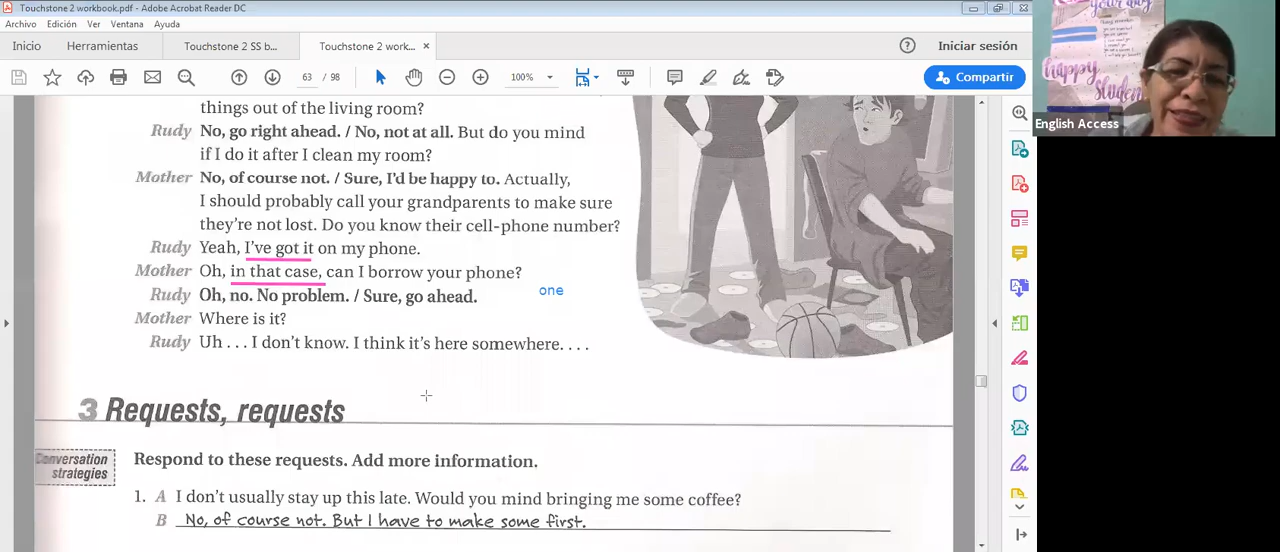 Touchstone 2 workbook.pdf - Adobe Acrobat Reader DC
Archivo Edición Ver Ventana Ayuda
Inicio Herramientas Touchstone 2 SS b... Touchstone 2 work... × Iniciar sesión
63 / 98 100% Compartir
things out of the living room?
Rudy No, go right ahead. / No, not at all. But do you mind
if I do it after I clean my room?
Mother No, of course not. / Sure, I'd be happy to. Actually,
I should probably call your grandparents to make sure
they're not lost. Do you know their cell-phone number?
Rudy Yeah, I've got it on my phone.
Mother Oh, in that case, can I borrow your phone?
Rudy Oh, no. No problem. / Sure, go ahead.
one
Mother Where is it?
Rudy Uh . . . I don't know. I think it's here somewhere. . . .
3 Requests, requests
Conversation
strategies
Respond to these requests. Add more information.
1. A I don't usually stay up this late. Would you mind bringing me some coffee?
B No, of course not. But I have to make some first.
your day
happy
Student
English Access